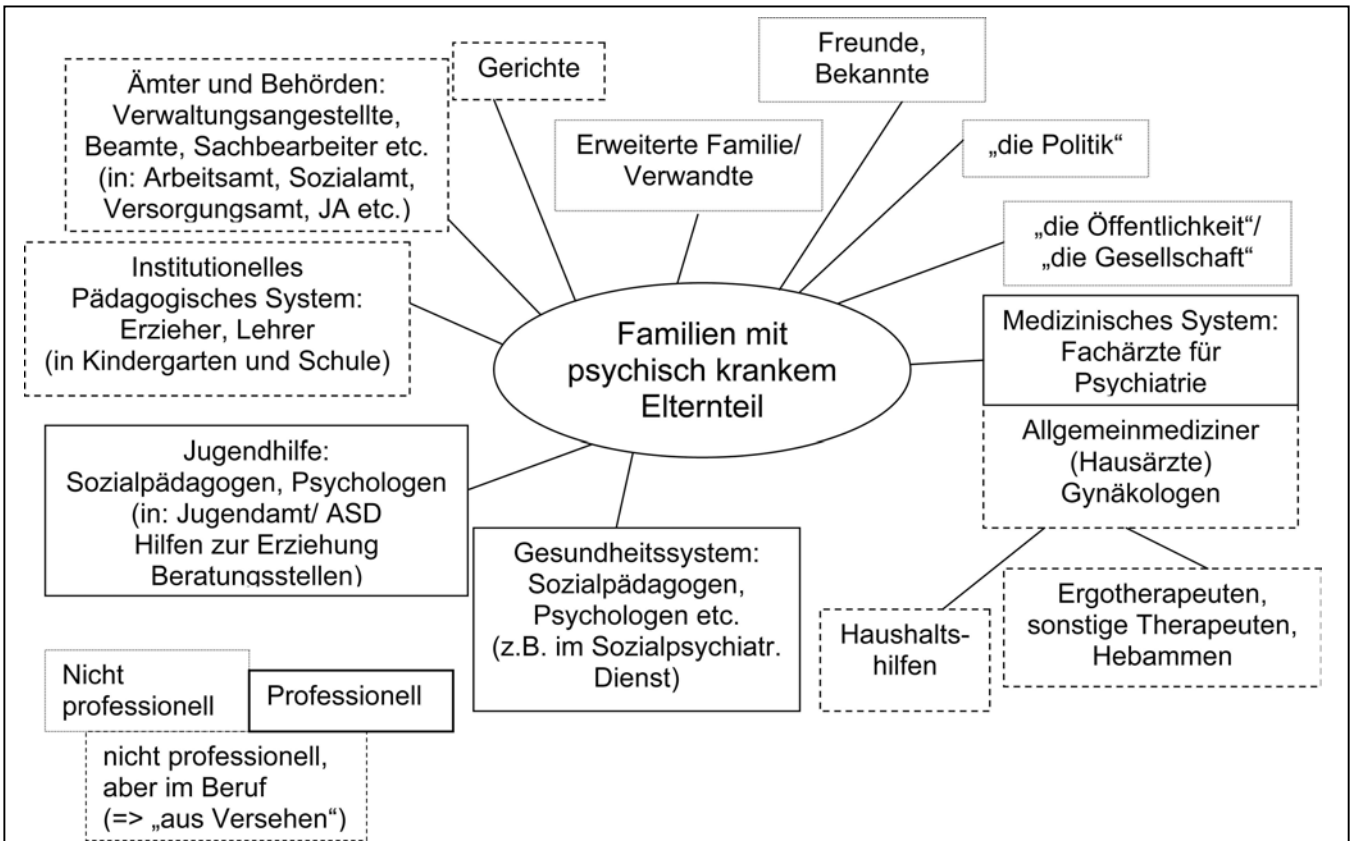 Ämter und Behörden:
Verwaltungsangestellte,
Beamte, Sachbearbeiter etc.
(in: Arbeitsamt, Sozialamt,
Versorgungsamt, JA etc.)
Gerichte
Erweiterte Familie/
Verwandte
Freunde,
Bekannte
„die Politik“
„die Öffentlichkeit“/
„die Gesellschaft“
Institutionelles
Pädagogisches System:
Erzieher, Lehrer
(in Kindergarten und Schule)
Familien mit
psychisch krankem
Elternteil
Medizinisches System:
Fachärzte für
Psychiatrie
Allgemeinmediziner
(Hausärzte)
Gynäkologen
Jugendhilfe:
Sozialpädagogen, Psychologen
(in: Jugendamt/ ASD
Hilfen zur Erziehung
Beratungsstellen)
Gesundheitssystem:
Sozialpädagogen,
Psychologen etc.
(z.B. im Sozialpsychiatr.
Dienst)
Haushalts-
hilfen
Ergotherapeuten,
sonstige Therapeuten,
Hebammen
Nicht
professionell
Professionell
nicht professionell,
aber im Beruf
(=> „aus Versehen“)